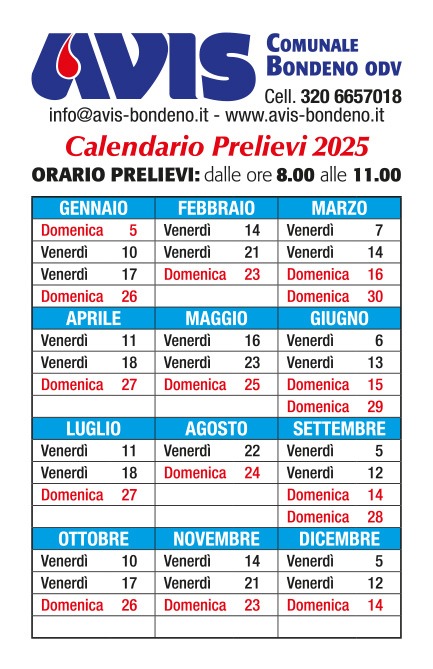 AVIS COMUNALE
BONDENO ODV
Cell. 320 6657018
info@avis-bondeno.it - www.avis-bondeno.it
Calendario Prelievi 2025
ORARIO PRELIEVI: dalle ore 8.00 alle 11.00
GENNAIO FEBBRAIO MARZO
Domenica 5 Venerdì 14 Venerdì 7
Venerdì 10 Venerdì 21 Venerdì 14
Venerdì 17 Domenica 23 Domenica 16
Domenica 26 Domenica 30
APRILE MAGGIO GIUGNO
Venerdì 11 Venerdì 16 Venerdì 6
Venerdì 18 Venerdì 23 Venerdì 13
Domenica 27 Domenica 25 Domenica 15
Domenica 29
LUGLIO AGOSTO SETTEMBRE
Venerdì 11 Venerdì 22 Venerdì 5
Venerdì 18 Domenica 24 Venerdì 12
Domenica 27 Domenica 14
Domenica 28
OTTOBRE NOVEMBRE DICEMBRE
Venerdì 10 Venerdì 14 Venerdì 5
Venerdì 17 Venerdì 21 Venerdì 12
Domenica 26 Domenica 23 Domenica 14